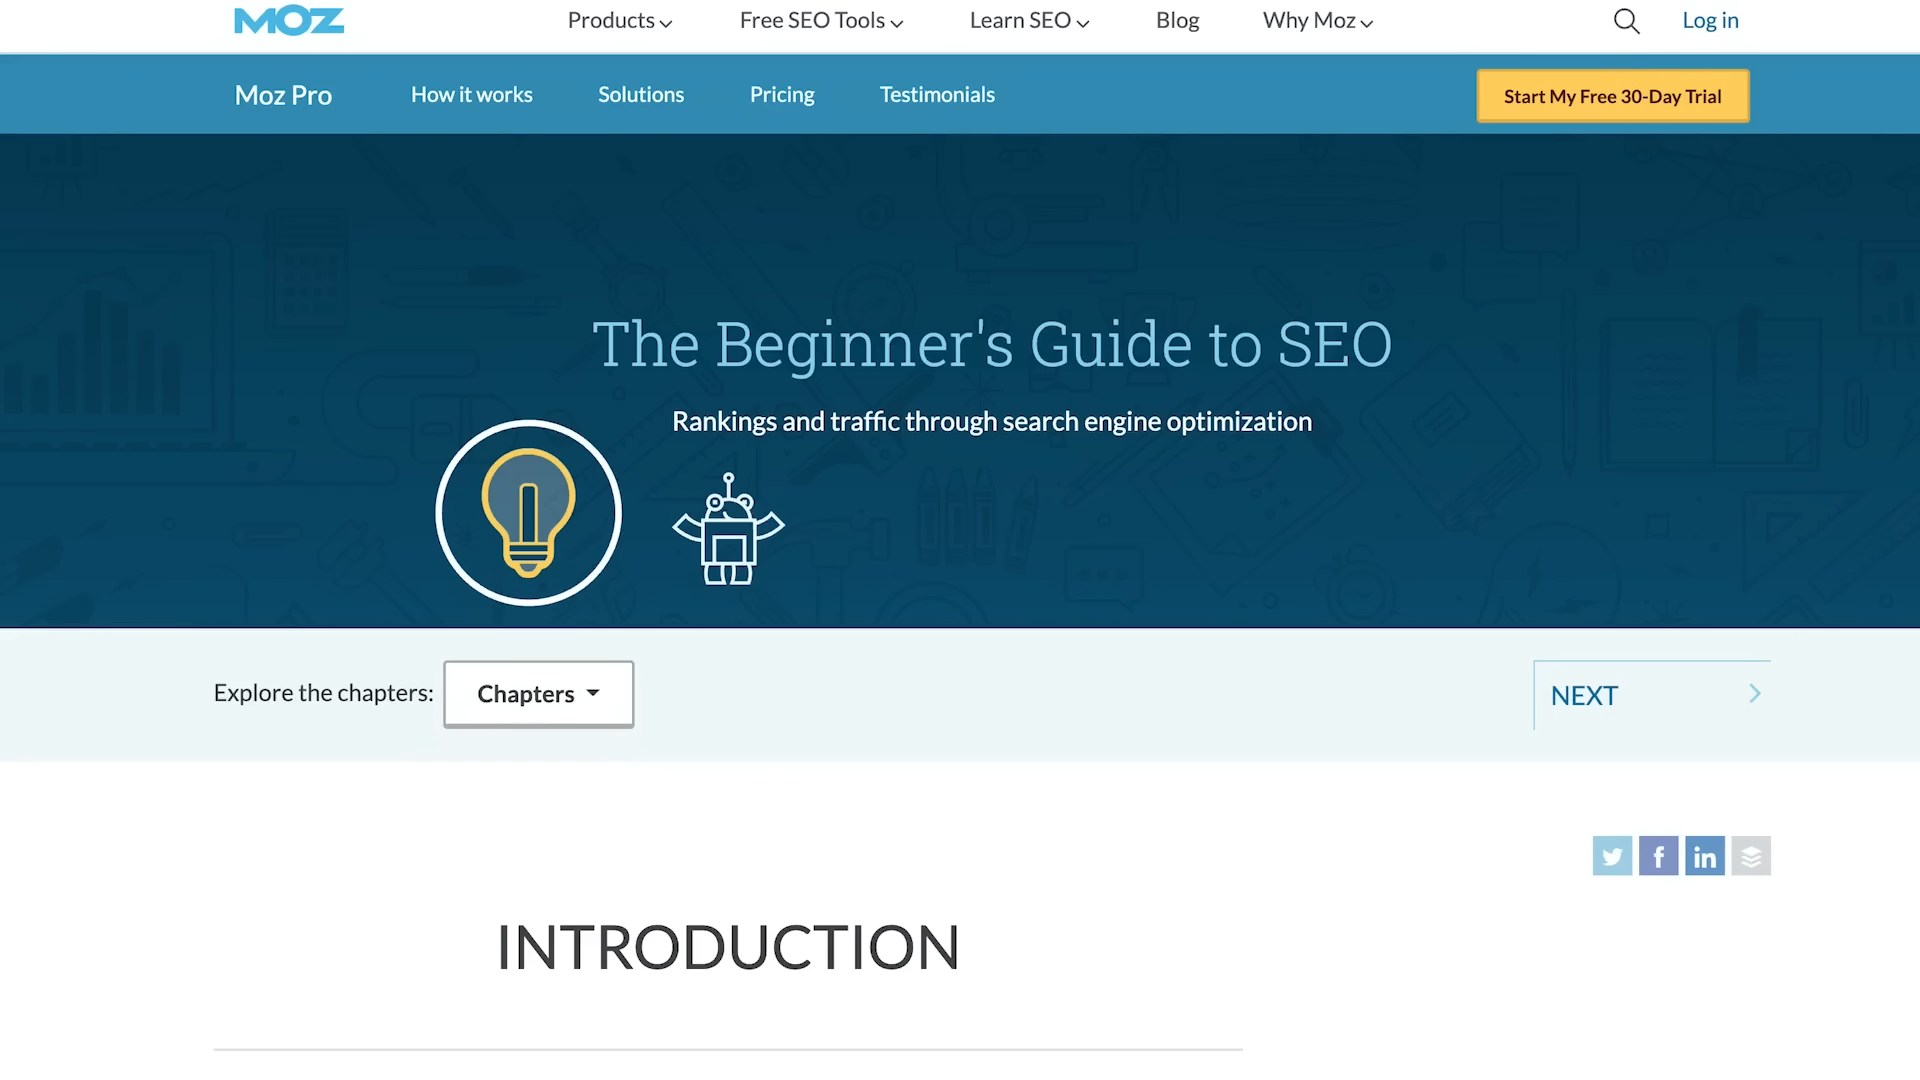 MOZ
Products
Free SEO Tools
Learn SEO
Blog
Why Moz
Log in
Moz Pro
How it works
Solutions
Pricing
Testimonials
Start My Free 30-Day Trial
The Beginner's Guide to SEO
Rankings and traffic through search engine optimization
Explore the chapters:
Chapters
NEXT
INTRODUCTION